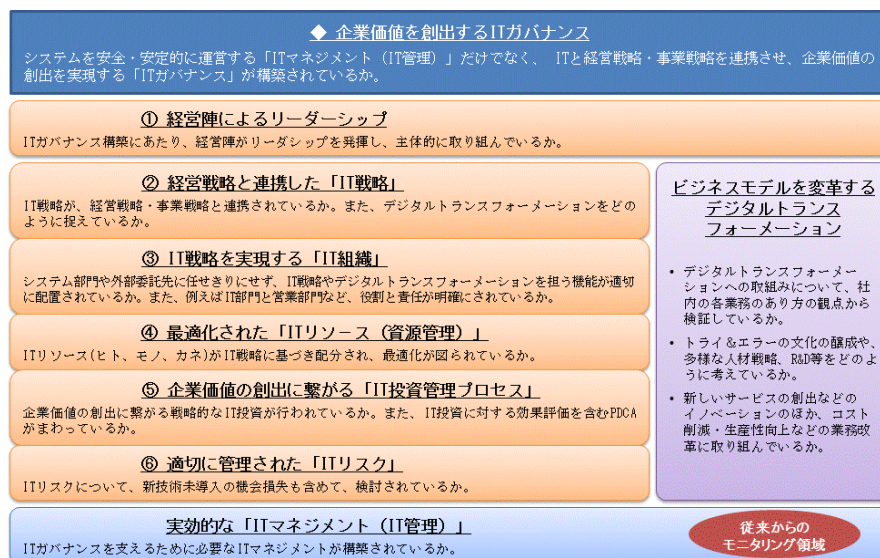 ◆ 企業価値を創出するITガバナンス
システムを安全・安定的に運営する「ITマネジメント（IT管理）」だけでなく、 ITと経営戦略・事業戦略を連携させ、企業価値の
創出を実現する「ITガバナンス」が構築されているか。
① 経営陣によるリーダーシップ
ITガバナンス構築にあたり、経営陣がリーダシップを発揮し、主体的に取り組んでいるか。
② 経営戦略と連携した「IT戦略」
IT戦略が、経営戦略・事業戦略と連携されているか。また、デジタルトランスフォーメーションをどの
ように捉えているか。
③ IT戦略を実現する「IT組織」
システム部門や外部委託先に任せきりにせず、IT戦略やデジタルトランスフォーメーションを担う機能が適切
に配置されているか。また、例えばIT部門と営業部門など、役割と責任が明確にされているか。
④ 最適化された「ITリソース（資源管理）」
ITリソース(ヒト、モノ、カネ)がIT戦略に基づき配分され、最適化が図られているか。
⑤ 企業価値の創出に繋がる「IT投資管理プロセス」
企業価値の創出に繋がる戦略的なIT投資が行われているか。また、IT投資に対する効果評価を含むPDCA
がまわっているか。
⑥ 適切に管理された「ITリスク」
ITリスクについて、新技術未導入の機会損失も含めて、検討されているか。
ビジネスモデルを変革する
デジタルトランス
フォーメーション
• デジタルトランスフォーメー
ションへの取組みについて、社
内の各業務のあり方の観点から
検証しているか。
• トライ＆エラーの文化の醸成や、
多様な人材戦略、R&D等をどのよ
うに考えているか。
• 新しいサービスの創出などの
イノベーションのほか、コスト
削減・生産性向上などの業務改
革に取り組んでいるか。
実効的な「ITマネジメント（IT管理）」
ITガバナンスを支えるために必要なITマネジメントが構築されているか。
従来からの
モニタリング領域